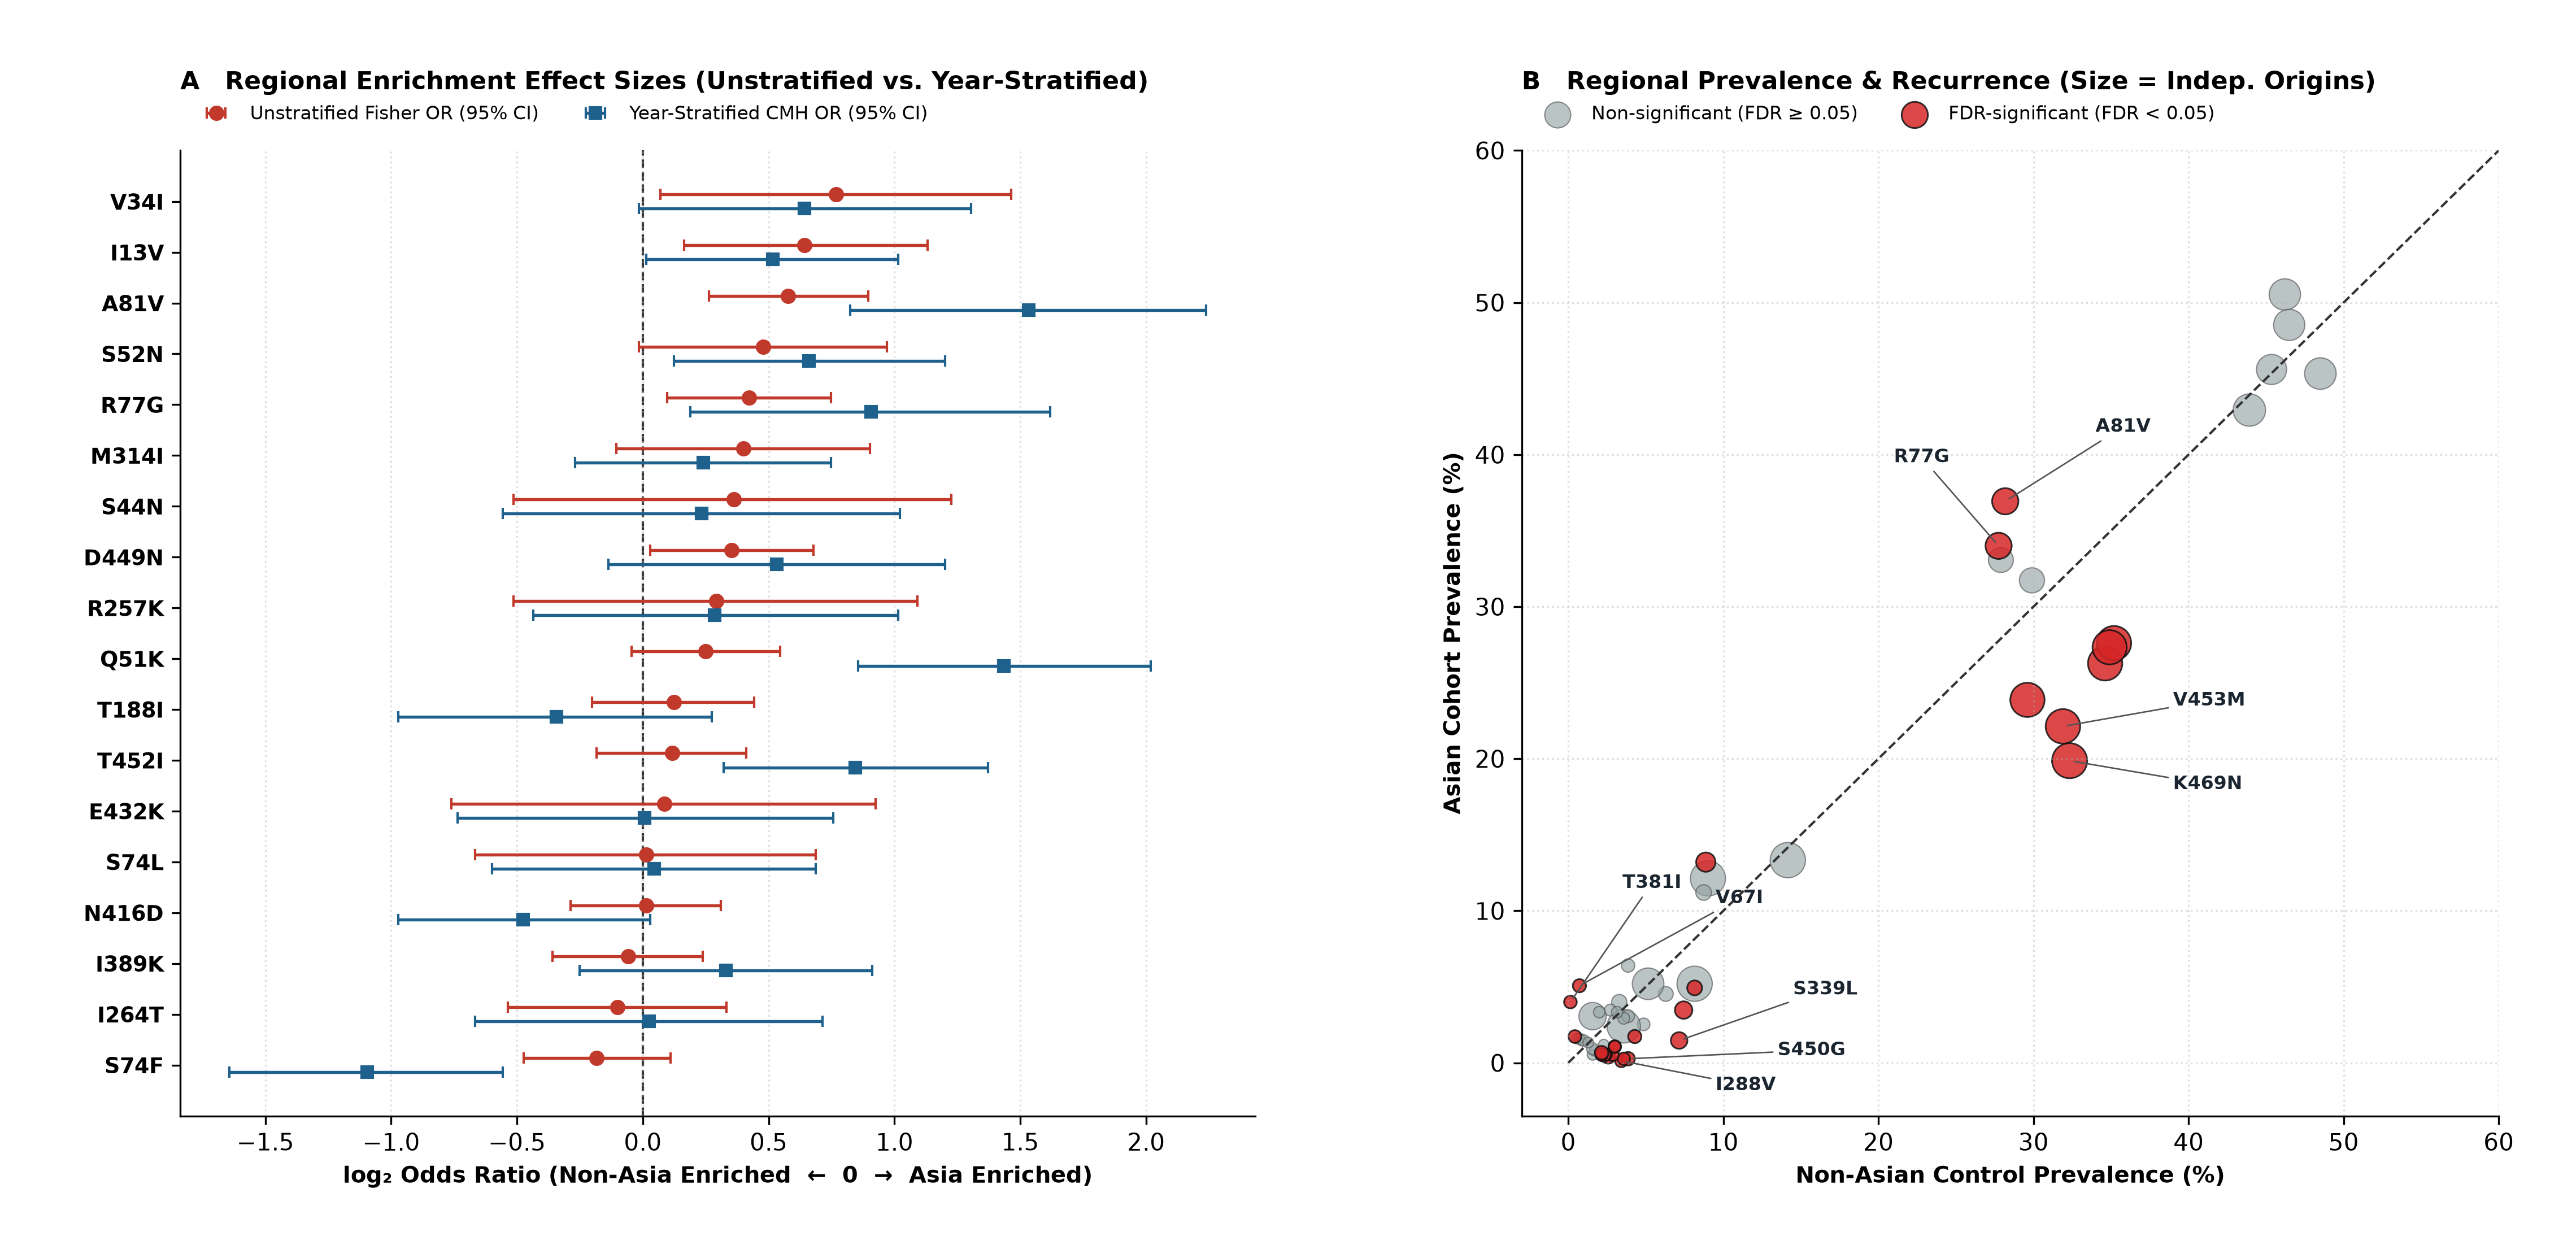 A Regional Enrichment Effect Sizes (Unstratified vs. Year-Stratified)
Unstratified Fisher OR (95% CI)
Year-Stratified CMH OR (95% CI)
V34I
I13V
A81V
S52N
R77G
M314I
S44N
D449N
R257K
Q51K
T188I
T452I
E432K
S74L
N416D
I389K
I264T
S74F
−1.5 −1.0 −0.5 0.0 0.5 1.0 1.5 2.0
log₂ Odds Ratio (Non-Asia Enriched ← 0 → Asia Enriched)
B Regional Prevalence & Recurrence (Size = Indep. Origins)
Non-significant (FDR ≥ 0.05)
FDR-significant (FDR < 0.05)
Asian Cohort Prevalence (%)
60
50
40
30
20
10
0
A81V
R77G
V453M
K469N
T381I
V67I
S339L
S450G
I288V
0 10 20 30 40 50 60
Non-Asian Control Prevalence (%)